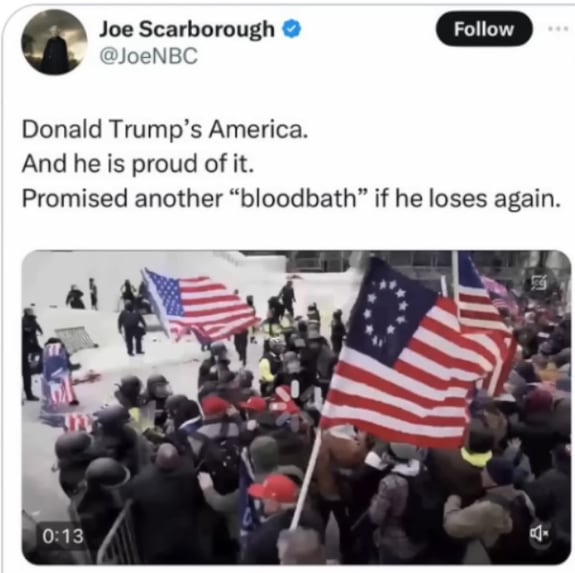 Joe Scarborough
Follow
@JoeNBC
Donald Trump's America.
And he is proud of it.
Promised another “bloodbath” if he loses again.
0:13